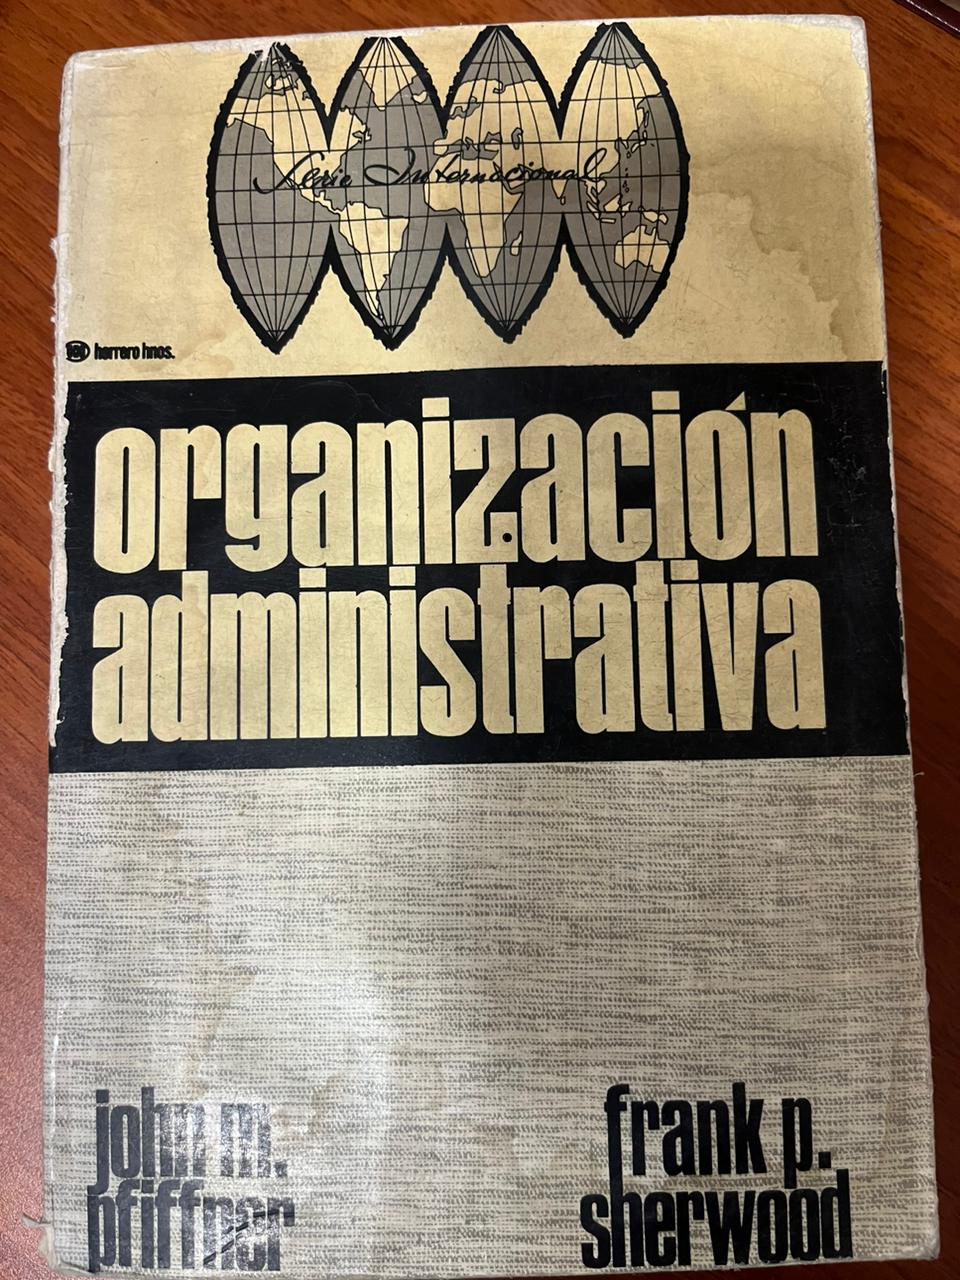 Serie Internacional
herrero hnos.
organización
administrativa
john m.
pfiffner
frank p.
sherwood